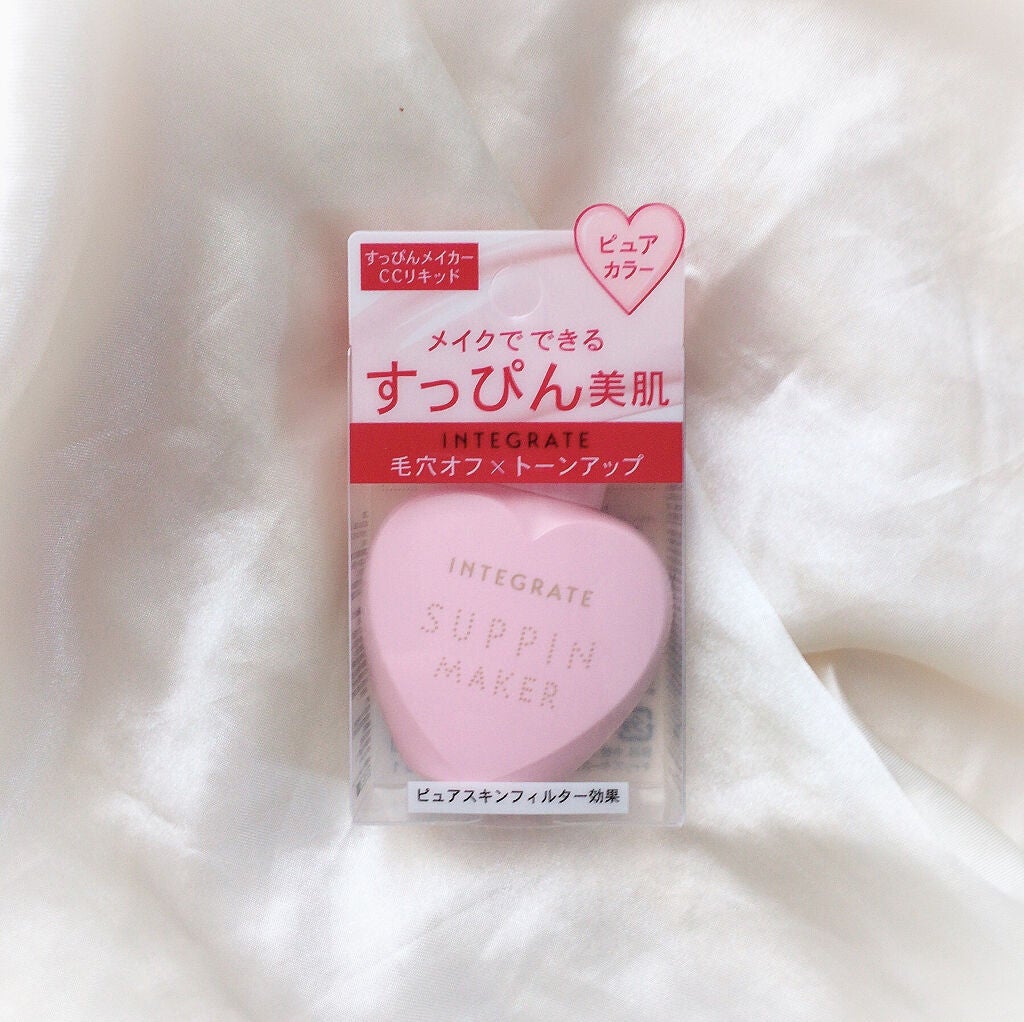 すっぴんメイカー
CCリキッド
ピュア
カラー
メイクでできる
すっぴん美肌
INTEGRATE
毛穴オフ×トーンアップ
INTEGRATE
SUPPIN
MAKER
ピュアスキンフィルター効果